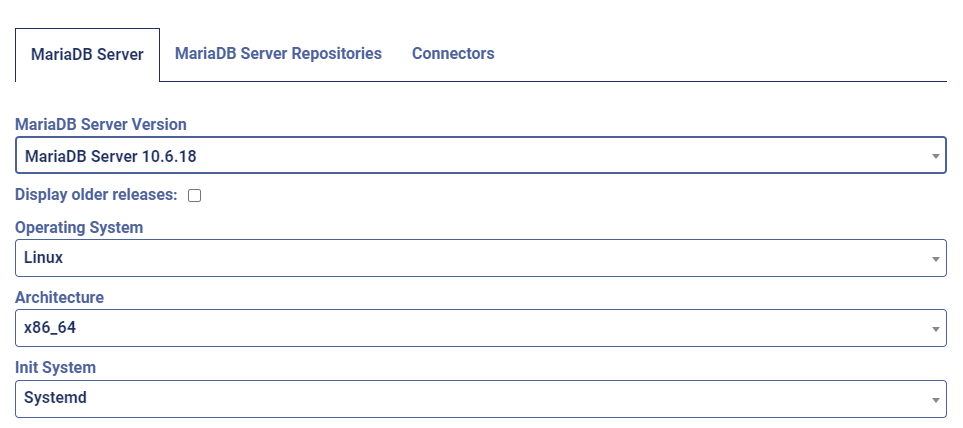 MariaDB Server MariaDB Server Repositories Connectors
MariaDB Server Version
MariaDB Server 10.6.18
Display older releases:
Operating System
Linux
Architecture
x86_64
Init System
Systemd